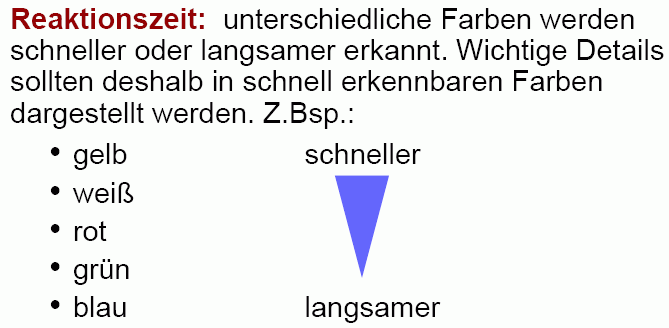 Reaktionszeit: unterschiedliche Farben werden
schneller oder langsamer erkannt. Wichtige Details
sollten deshalb in schnell erkennbaren Farben
dargestellt werden. Z.Bsp.:
• gelb schneller
• weiß
• rot
• grün
• blau langsamer